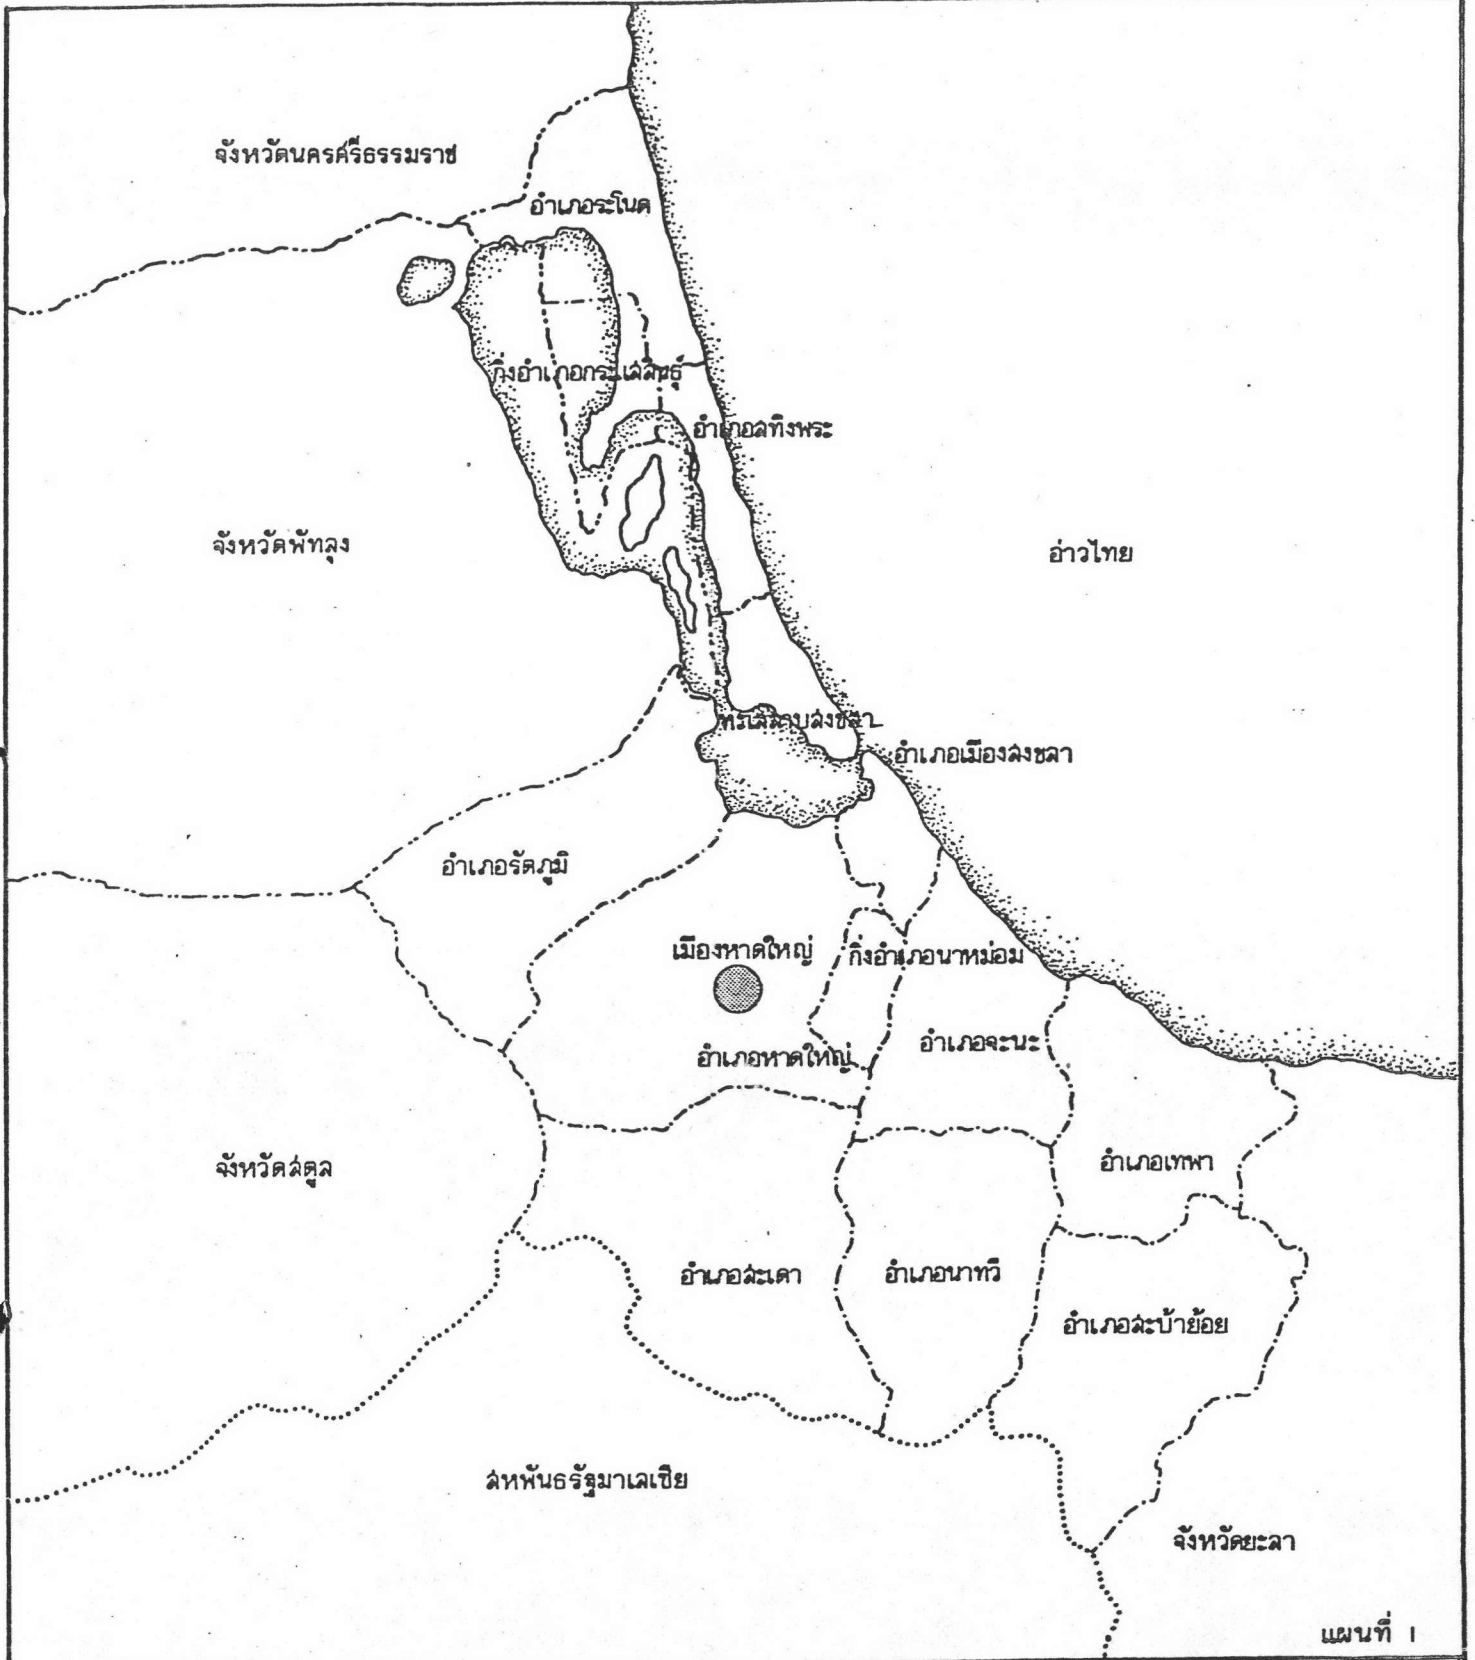 จังหวัดนครศรีธรรมราช
อำเภอระโนด
กิ่งอำเภอกระแสสินธุ์
อำเภอสทิงพระ
จังหวัดพัทลุง
อ่าวไทย
ทะเลสาบสงขลา
อำเภอเมืองสงขลา
อำเภอรัตภูมิ
เมืองหาดใหญ่
กิ่งอำเภอนาหม่อม
อำเภอจะนะ
อำเภอหาดใหญ่
จังหวัดสตูล
อำเภอเทพา
อำเภอสะเดา
อำเภอนาทวี
อำเภอสะบ้าย้อย
สหพันธรัฐมาเลเซีย
จังหวัดยะลา
แผนที่ 1